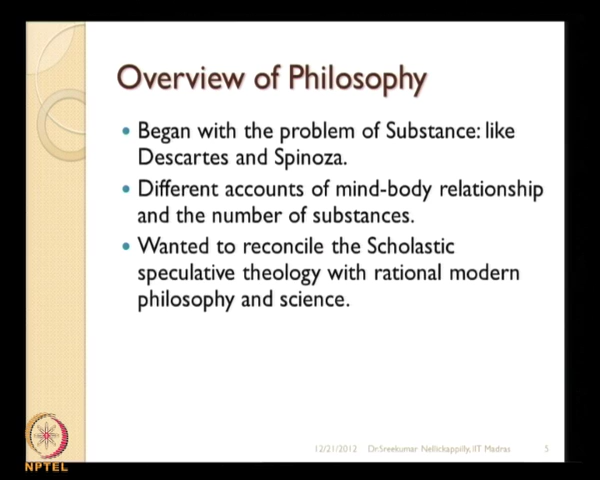 Overview of Philosophy
• Began with the problem of Substance: like
Descartes and Spinoza.
• Different accounts of mind-body relationship
and the number of substances.
• Wanted to reconcile the Scholastic
speculative theology with rational modern
philosophy and science.
12/21/2012 Dr.Sreekumar Nellickappilly, IIT Madras 5
NPTEL